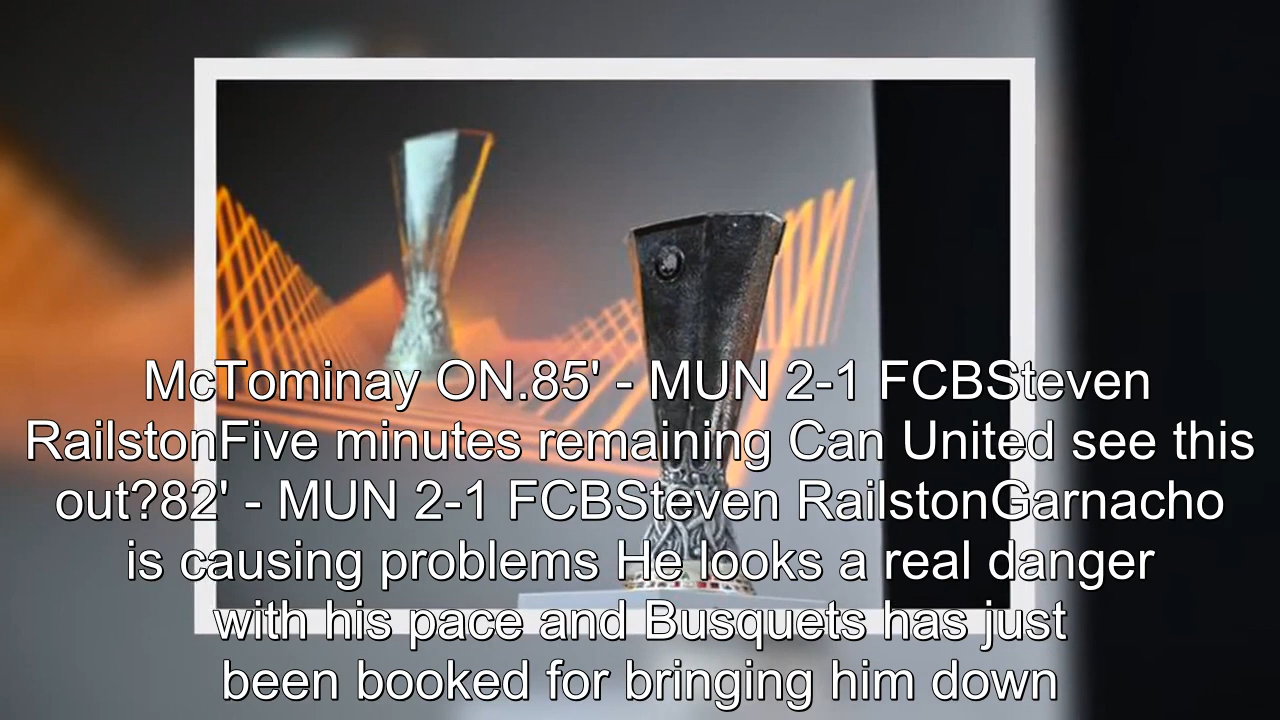 McTominay ON.85' - MUN 2-1 FCBSteven
RailstonFive minutes remaining Can United see this
out?82' - MUN 2-1 FCBSteven RailstonGarnacho
is causing problems He looks a real danger
with his pace and Busquets has just
been booked for bringing him down